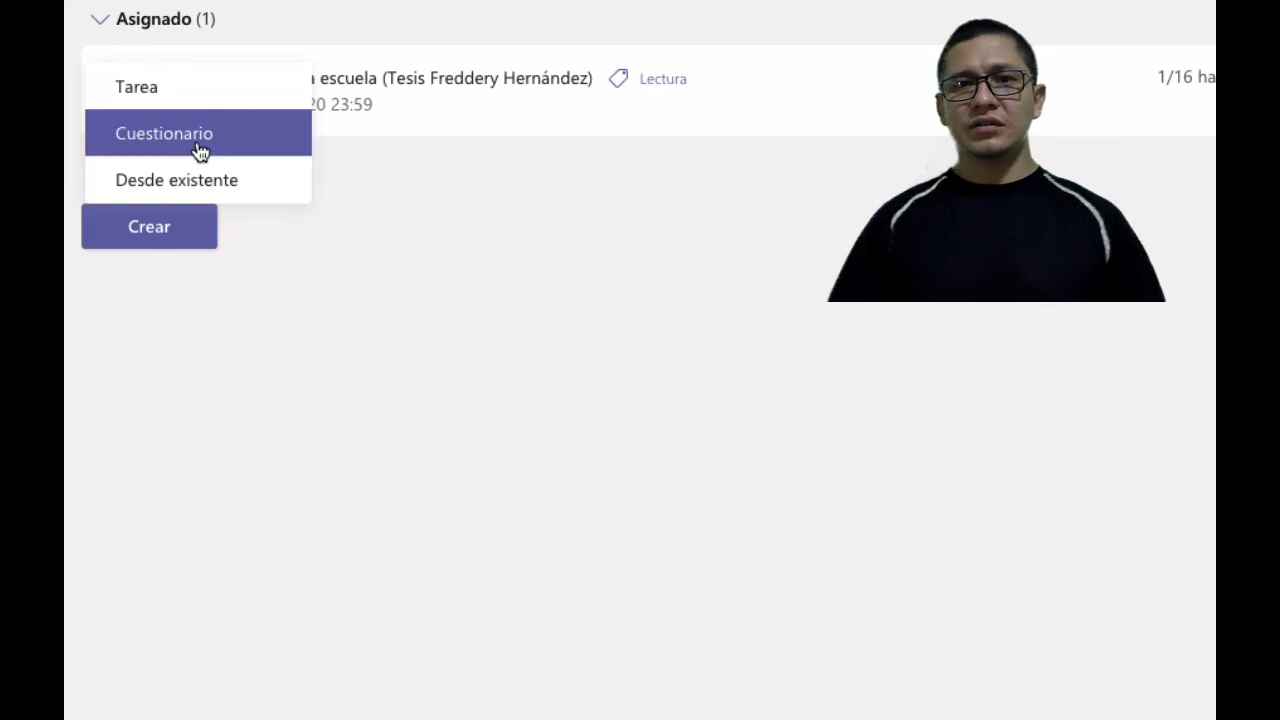 Asignado (1)
Tarea
escuela (Tesis Freddery Hernández)
Lectura
1/16 ha
20 23:59
Cuestionario
Desde existente
Crear